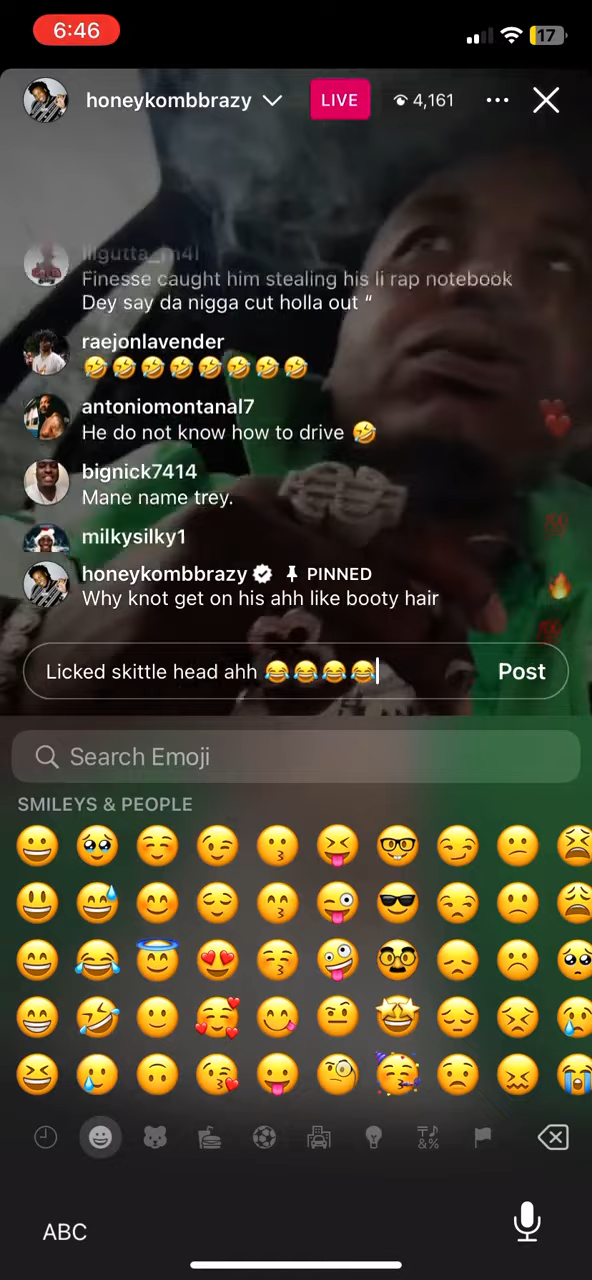 6:46
17
honeykombbrazy
LIVE
4,161
lilgutta_m4l
Finesse caught him stealing his li rap notebook
Dey say da nigga cut holla out “
raejonlavender
🤣🤣🤣🤣🤣🤣🤣🤣
antoniomontanal7
He do not know how to drive 🤣
bignick7414
Mane name trey.
milkysilky1
honeykombbrazy PINNED
Why knot get on his ahh like booty hair
Licked skittle head ahh 😂😂😂😂
Post
Search Emoji
SMILEYS & PEOPLE
ABC